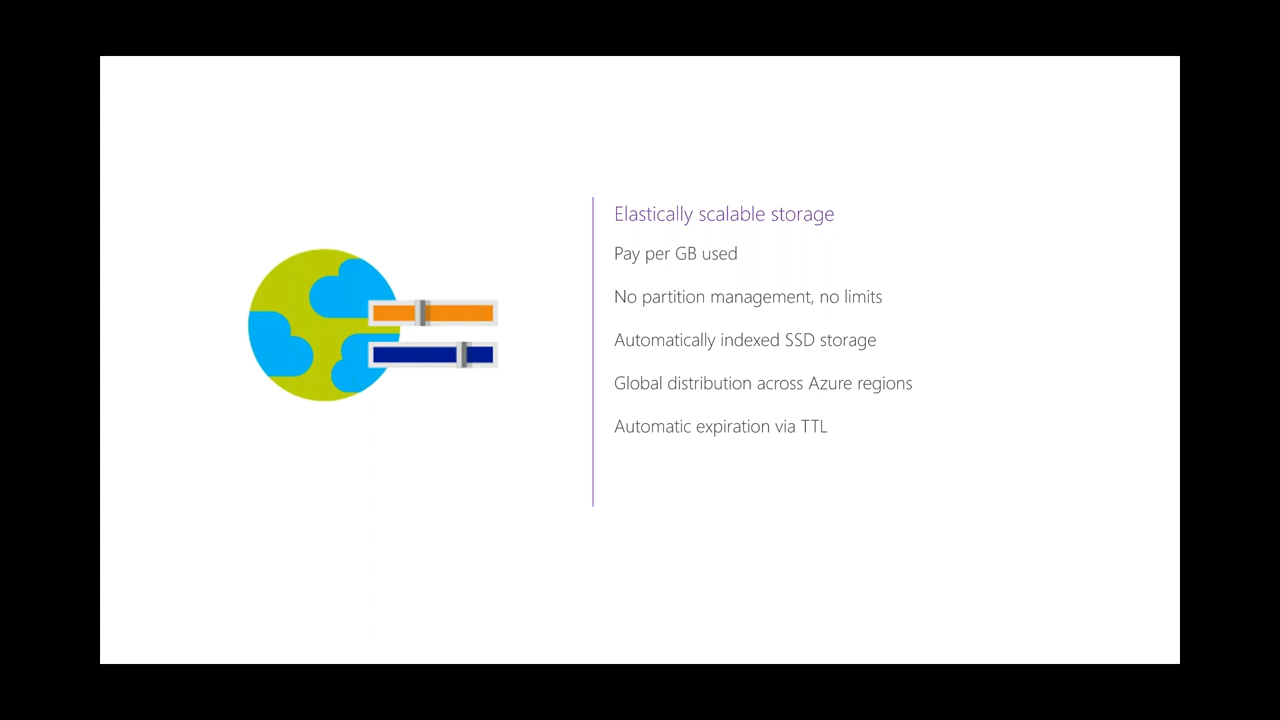 Elastically scalable storage
Pay per GB used
No partition management, no limits
Automatically indexed SSD storage
Global distribution across Azure regions
Automatic expiration via TTL